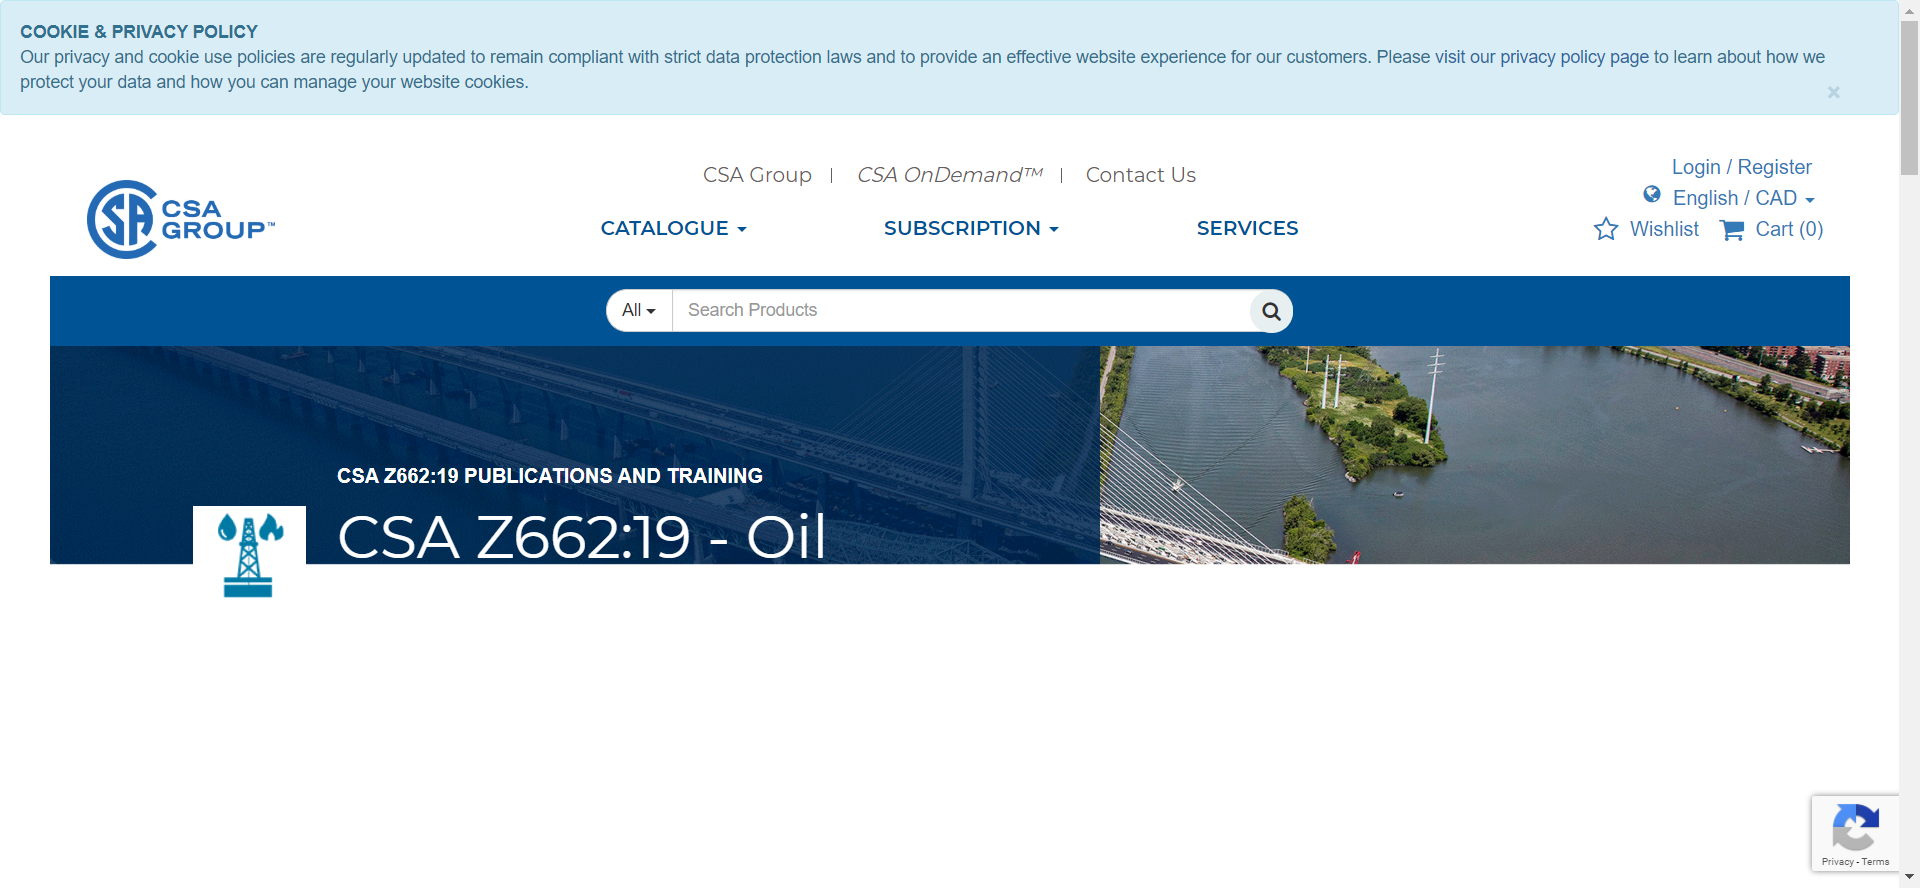 COOKIE & PRIVACY POLICY
Our privacy and cookie use policies are regularly updated to remain compliant with strict data protection laws and to provide an effective website experience for our customers. Please visit our privacy policy page to learn about how we
protect your data and how you can manage your website cookies.
×
CSA Group | CSA OnDemand™ | Contact Us
Login / Register
English / CAD
CSA
GROUP™
CATALOGUE
SUBSCRIPTION
SERVICES
Wishlist
Cart (0)
All
Search Products
CSA Z662:19 PUBLICATIONS AND TRAINING
CSA Z662:19 - Oil
Privacy - Terms